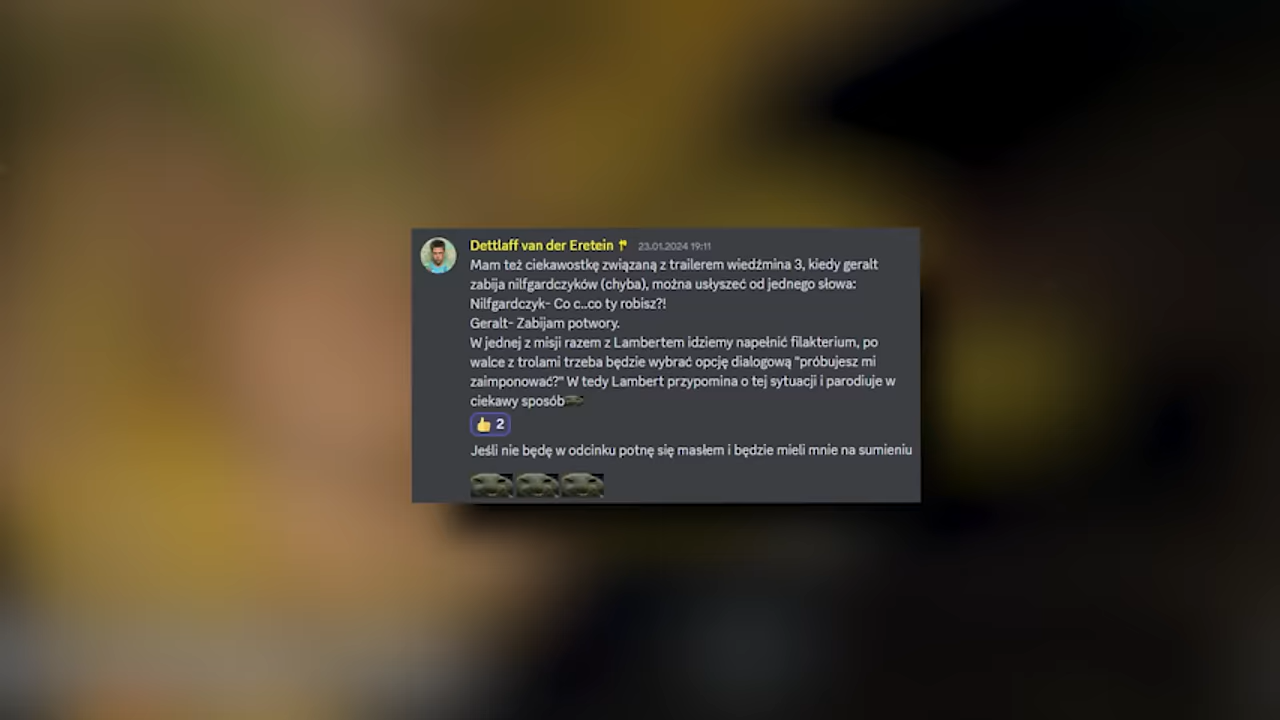 Dettlaff van der Eretein 23.01.2024 19:11
Mam też ciekawostkę związaną z trailerem wiedźmina 3, kiedy geralt
zabija nilfgardczyków (chyba), można usłyszeć od jednego słowa:
Nilfgardczyk- Co c..co ty robisz?!
Geralt- Zabijam potwory.
W jednej z misji razem z Lambertem idziemy napełnić filakterium, po
walce z trolami trzeba będzie wybrać opcję dialogową "próbujesz mi
zaimponować?" W tedy Lambert przypomina o tej sytuacji i parodiuje w
ciekawy sposób
👍 2
Jeśli nie będę w odcinku potnę się masłem i będzie mieli mnie na sumieniu